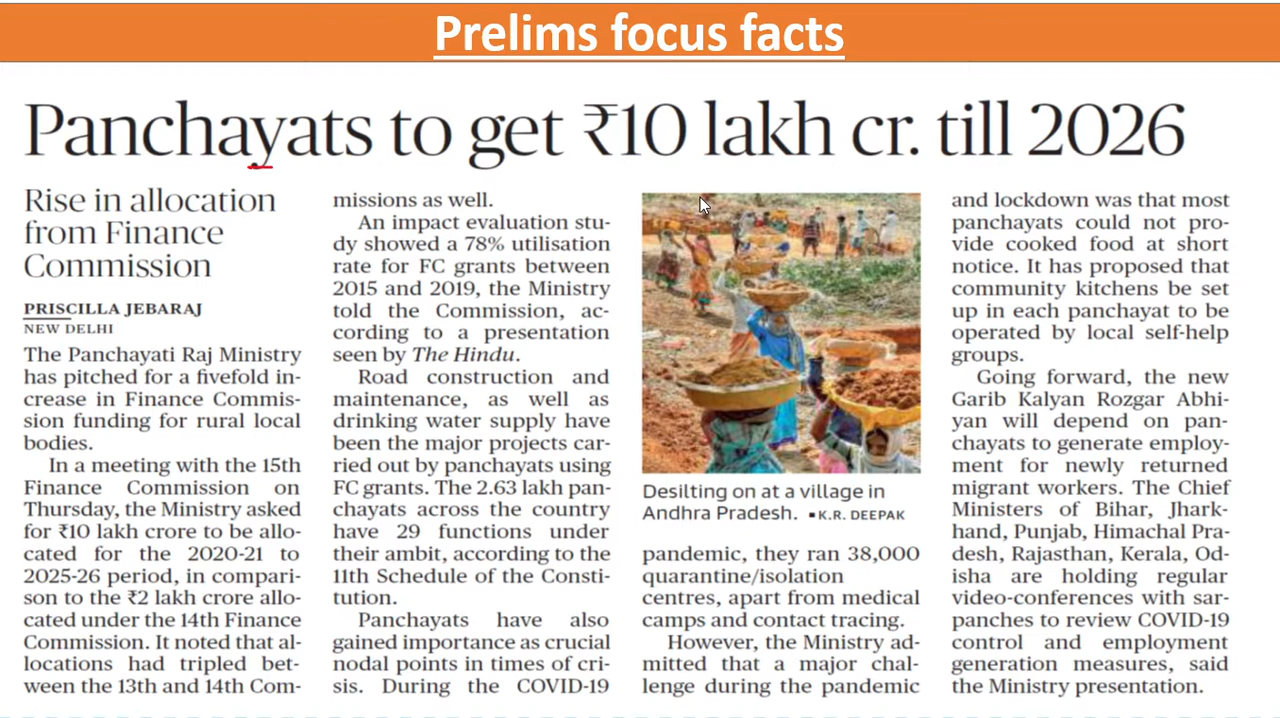 Prelims focus facts
Panchayats to get ₹10 lakh cr. till 2026
Rise in allocation
from Finance
Commission
PRISCILLA JEBARAJ
NEW DELHI
The Panchayati Raj Ministry
has pitched for a fivefold in-
crease in Finance Commis-
sion funding for rural local
bodies.
In a meeting with the 15th
Finance Commission on
Thursday, the Ministry asked
for ₹10 lakh crore to be allo-
cated for the 2020-21 to
2025-26 period, in compari-
son to the ₹2 lakh crore allo-
cated under the 14th Finance
Commission. It noted that al-
locations had tripled bet-
ween the 13th and 14th Com-
missions as well.
An impact evaluation stu-
dy showed a 78% utilisation
rate for FC grants between
2015 and 2019, the Ministry
told the Commission, ac-
cording to a presentation
seen by The Hindu.
Road construction and
maintenance, as well as
drinking water supply have
been the major projects car-
ried out by panchayats using
FC grants. The 2.63 lakh pan-
chayats across the country
have 29 functions under
their ambit, according to the
11th Schedule of the Consti-
tution.
Panchayats have also
gained importance as crucial
nodal points in times of cri-
sis. During the COVID-19
Desilting on at a village in
Andhra Pradesh. ▪K.R. DEEPAK
pandemic, they ran 38,000
quarantine/isolation
centres, apart from medical
camps and contact tracing.
However, the Ministry ad-
mitted that a major chal-
lenge during the pandemic
and lockdown was that most
panchayats could not pro-
vide cooked food at short
notice. It has proposed that
community kitchens be set
up in each panchayat to be
operated by local self-help
groups.
Going forward, the new
Garib Kalyan Rozgar Abhi-
yan will depend on pan-
chayats to generate employ-
ment for newly returned
migrant workers. The Chief
Ministers of Bihar, Jhark-
hand, Punjab, Himachal Pra-
desh, Rajasthan, Kerala, Od-
isha are holding regular
video-conferences with sar-
panches to review COVID-19
control and employment
generation measures, said
the Ministry presentation.